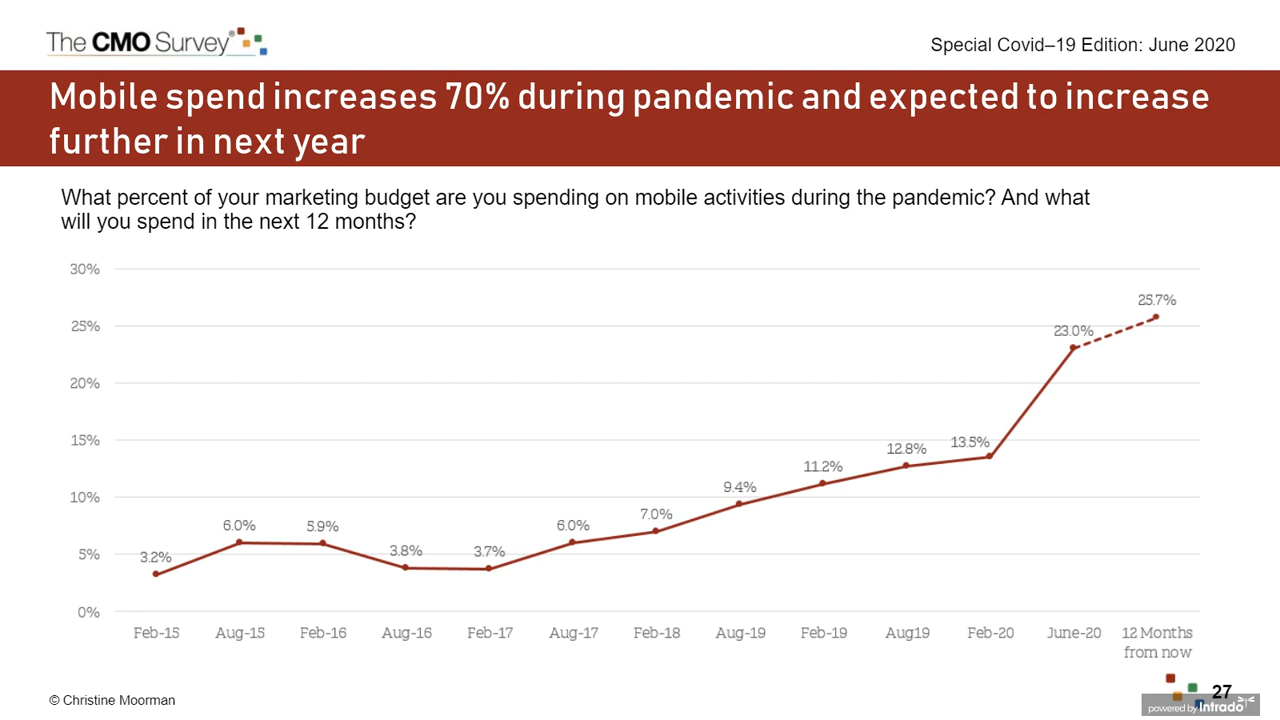 The CMO Survey®
Special Covid–19 Edition: June 2020
Mobile spend increases 70% during pandemic and expected to increase
further in next year
What percent of your marketing budget are you spending on mobile activities during the pandemic? And what
will you spend in the next 12 months?
30%
25%
20%
15%
10%
5%
0%
3.2%
6.0%
5.9%
3.8%
3.7%
6.0%
7.0%
9.4%
11.2%
12.8%
13.5%
23.0%
25.7%
Feb-15
Aug-15
Feb-16
Aug-16
Feb-17
Aug-17
Feb-18
Aug-19
Feb-19
Aug19
Feb-20
June-20
12 Months
from now
© Christine Moorman
27
powered by Intrado